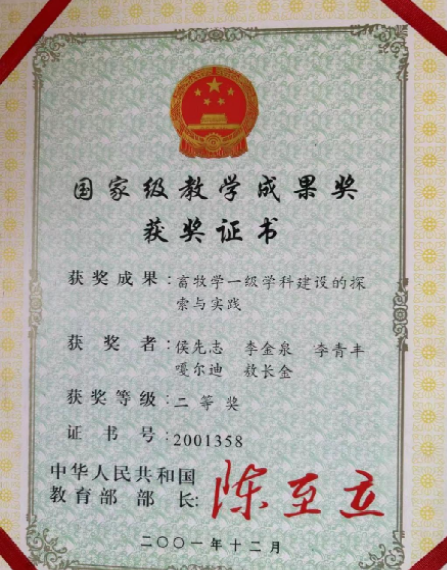 国家级教学成果奖
获奖证书
获奖成果:畜牧学一级学科建设的探
索与实践
获奖者:侯先志 李金泉 李青丰
嘎尔迪 敖长金
获奖等级:二等奖
证书号:2001358
中华人民共和国
教育部部长:陈至立
二〇〇一年十二月